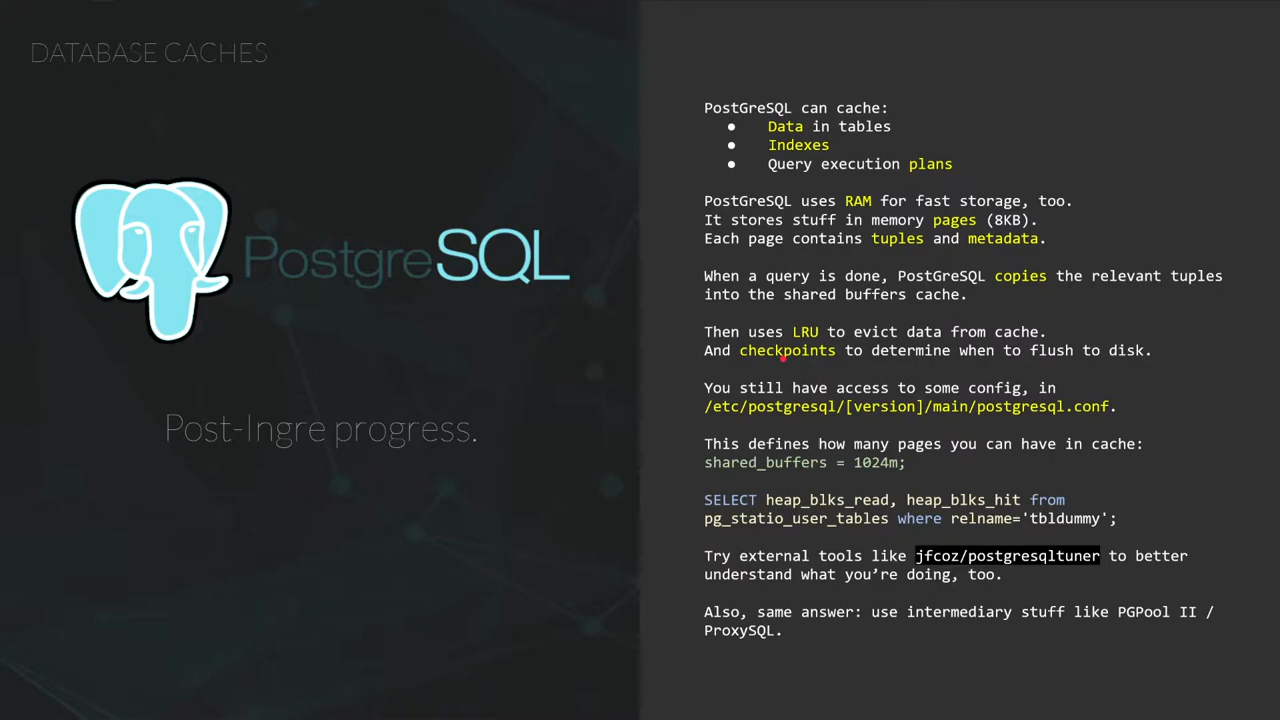 DATABASE CACHES
PostgreSQL
Post-Ingre progress.
PostGreSQL can cache:
● Data in tables
● Indexes
● Query execution plans
PostGreSQL uses RAM for fast storage, too.
It stores stuff in memory pages (8KB).
Each page contains tuples and metadata.
When a query is done, PostGreSQL copies the relevant tuples
into the shared buffers cache.
Then uses LRU to evict data from cache.
And checkpoints to determine when to flush to disk.
You still have access to some config, in
/etc/postgresql/[version]/main/postgresql.conf.
This defines how many pages you can have in cache:
shared_buffers = 1024m;
SELECT heap_blks_read, heap_blks_hit from
pg_statio_user_tables where relname='tbldummy';
Try external tools like jfcoz/postgresqltuner to better
understand what you’re doing, too.
Also, same answer: use intermediary stuff like PGPool II /
ProxySQL.